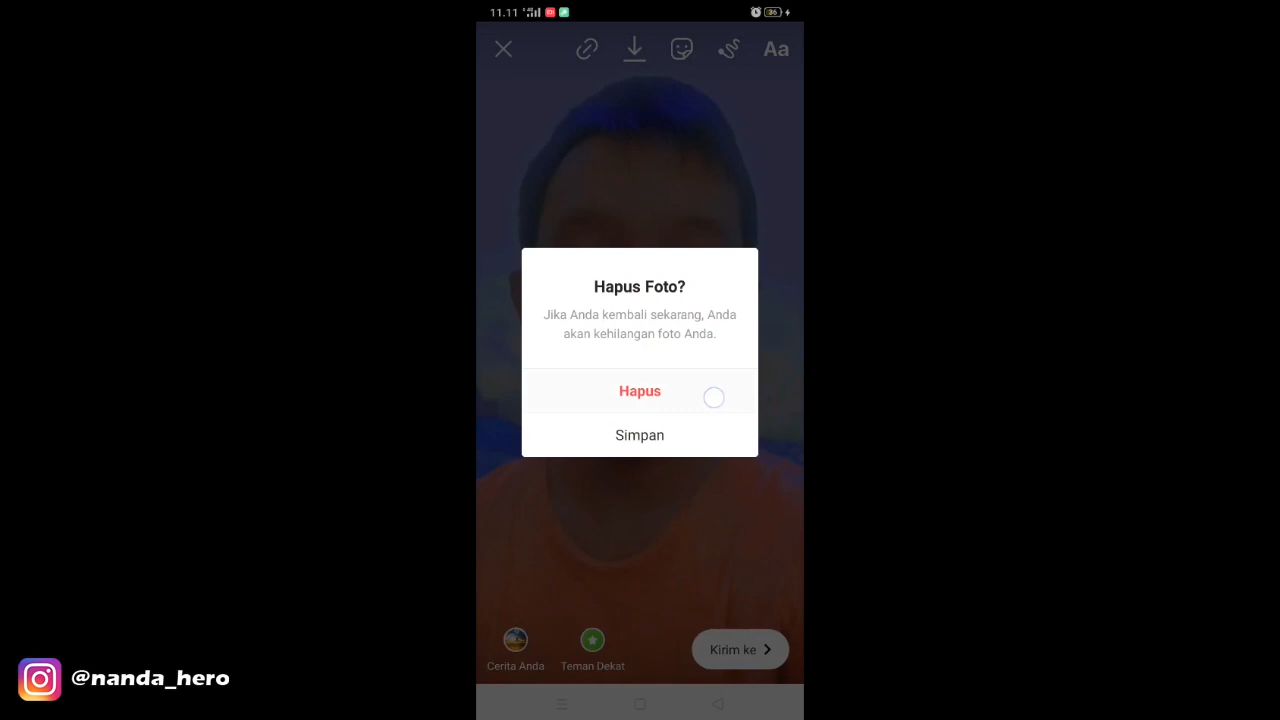 11.11
36
Aa
Hapus Foto?
Jika Anda kembali sekarang, Anda
akan kehilangan foto Anda.
Hapus
Simpan
Cerita Anda
Teman Dekat
Kirim ke
@nanda_hero